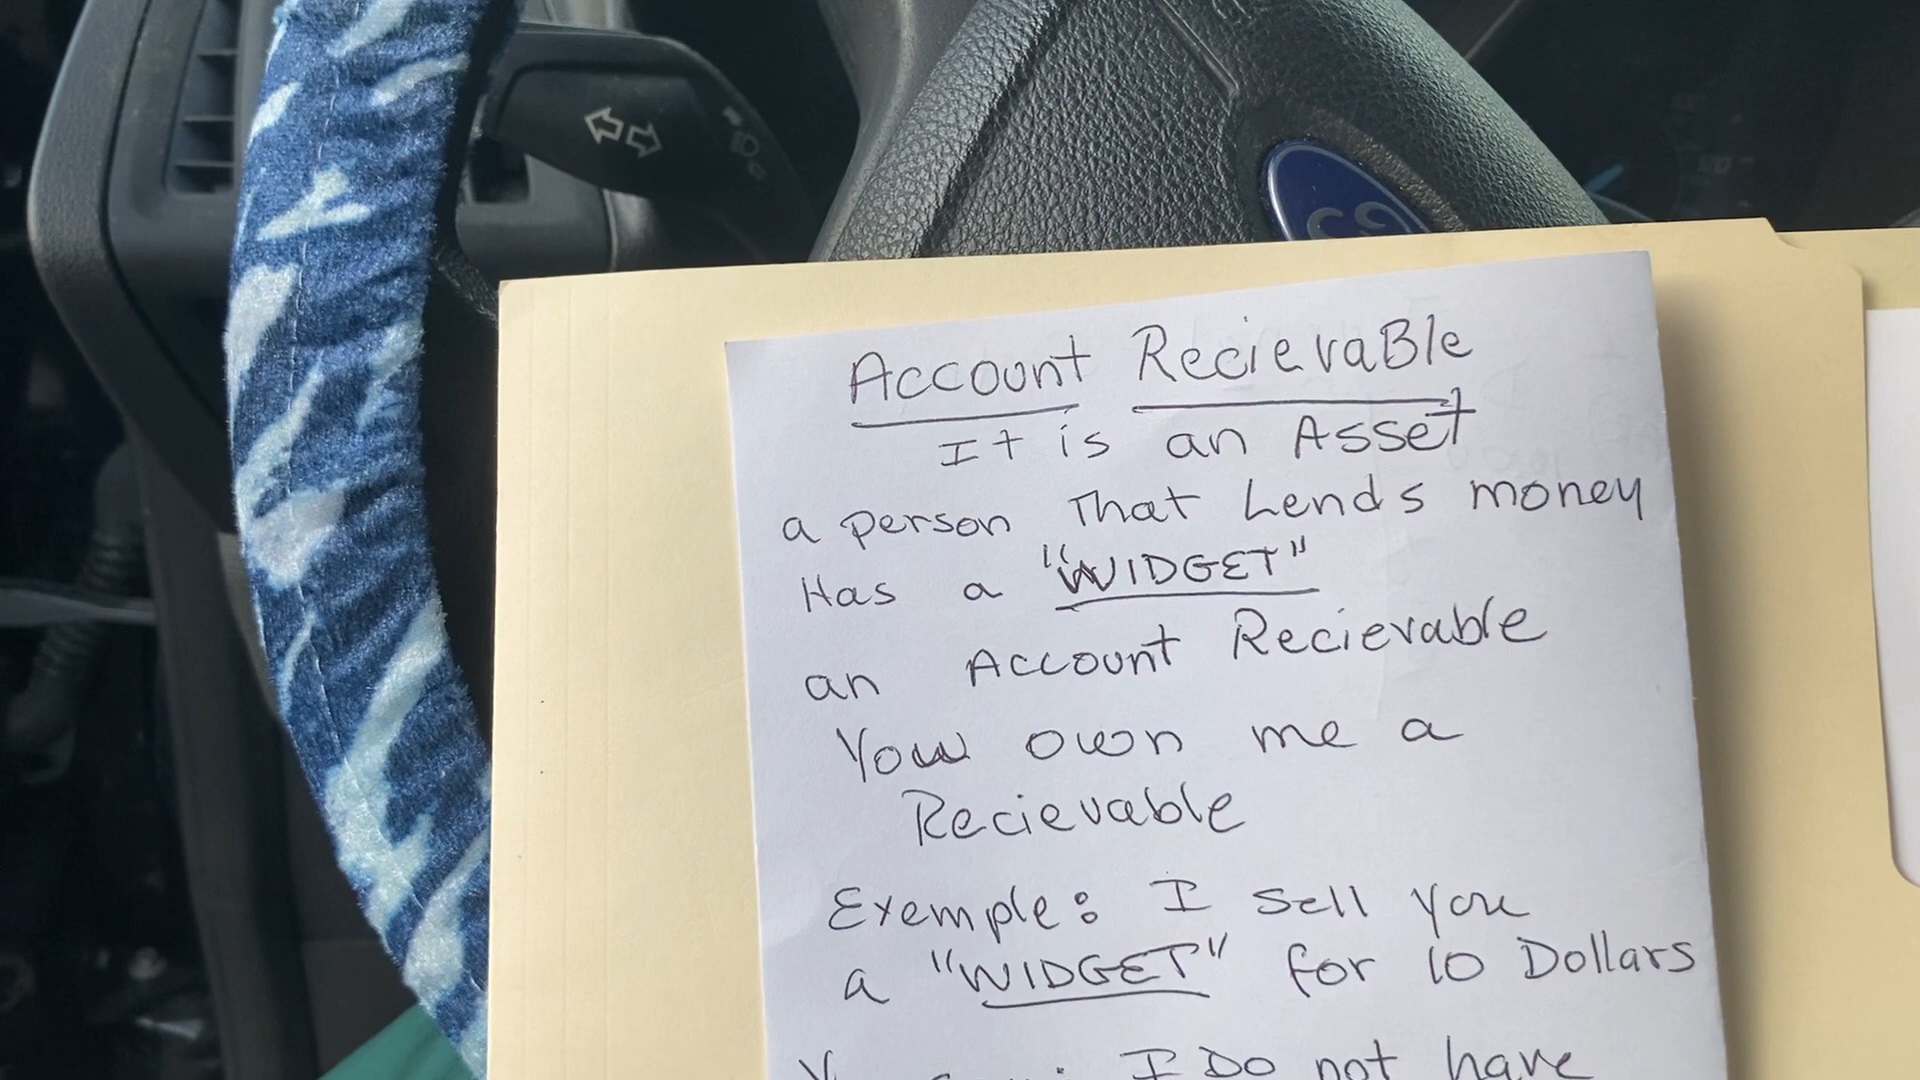 Account RecievaBle
It is an Asset
a person That Lends money
Has a "WIDGET"
an Account Recievable
You own me a
Recievable
Exemple: I Sell you
a "WIDGET" for 10 Dollars
I Do not have